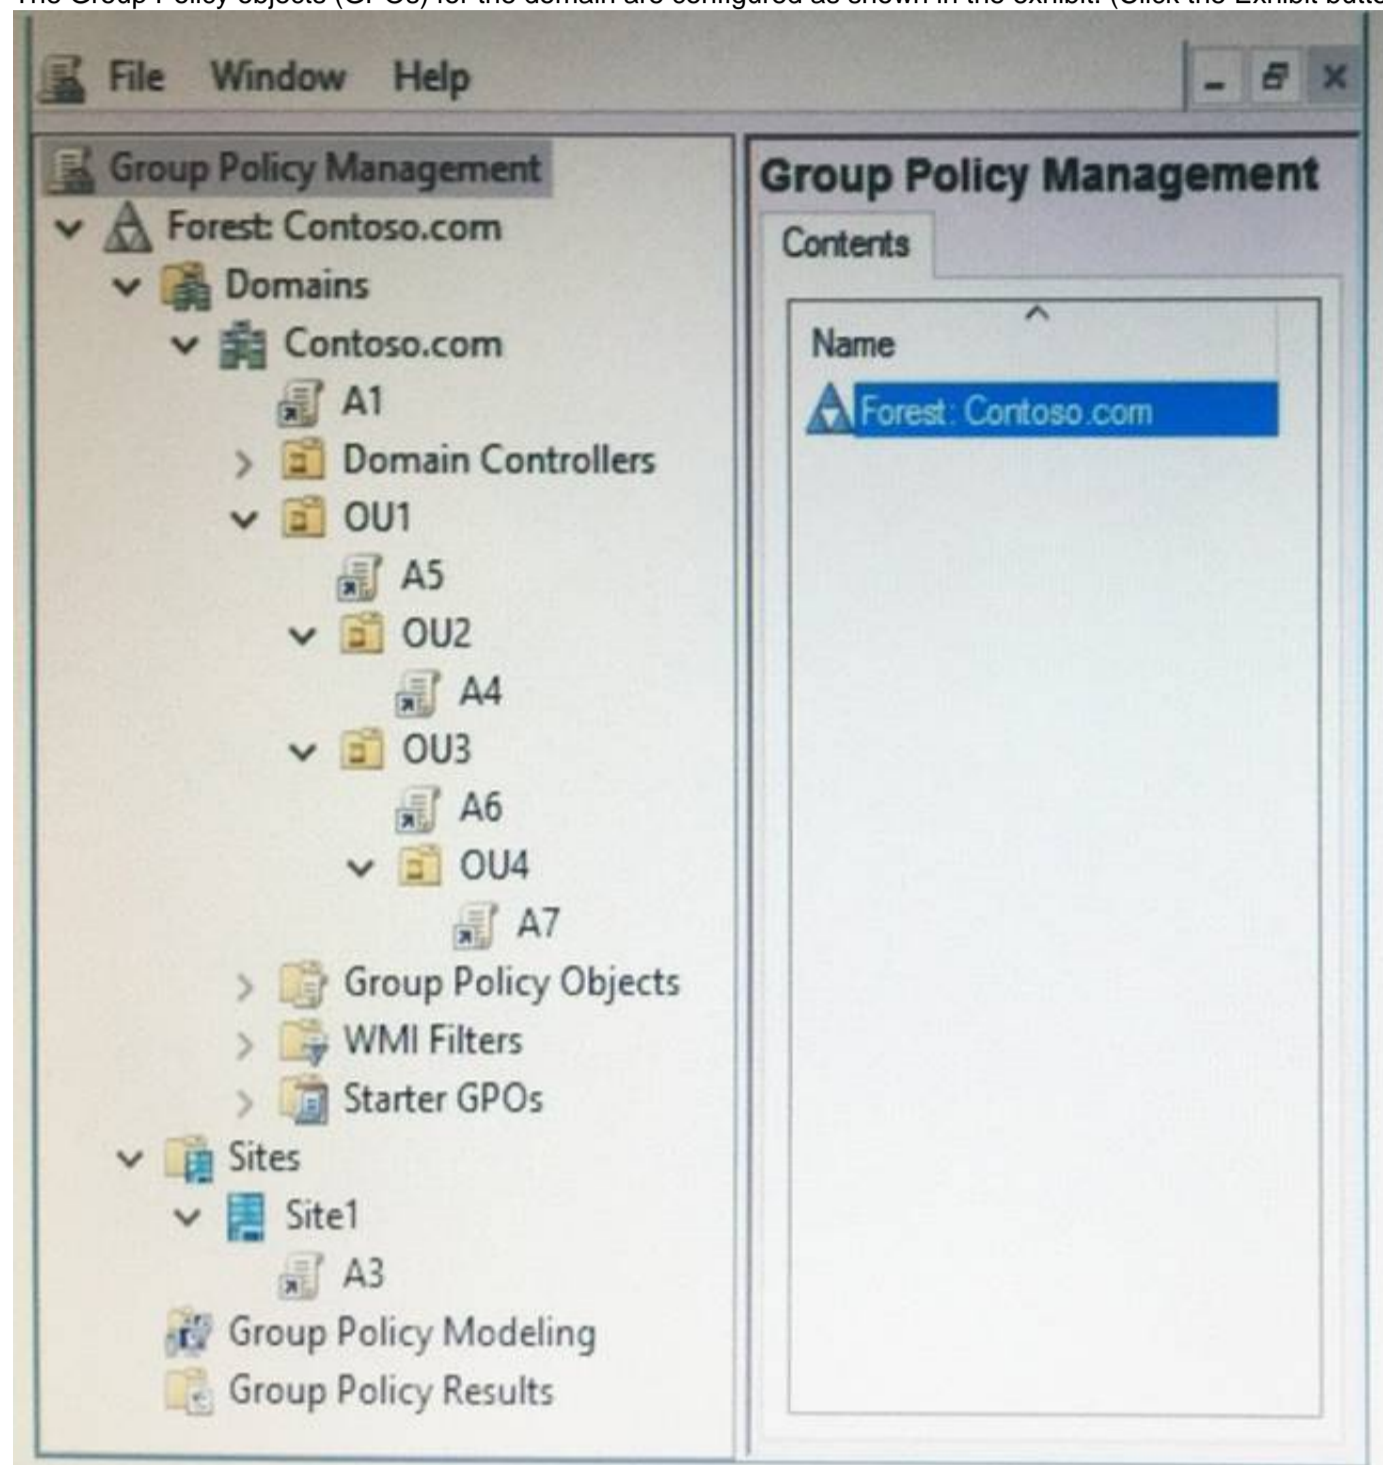 The Group Policy objects (GPOs) for the domain are configured as shown in the exhibit. (Click the Exhibit butto
File Window Help
Group Policy Management
Forest: Contoso.com
Domains
Contoso.com
A1
Domain Controllers
OU1
A5
OU2
A4
OU3
A6
OU4
A7
Group Policy Objects
WMI Filters
Starter GPOs
Sites
Site1
A3
Group Policy Modeling
Group Policy Results
Group Policy Management
Contents
Name
Forest: Contoso.com